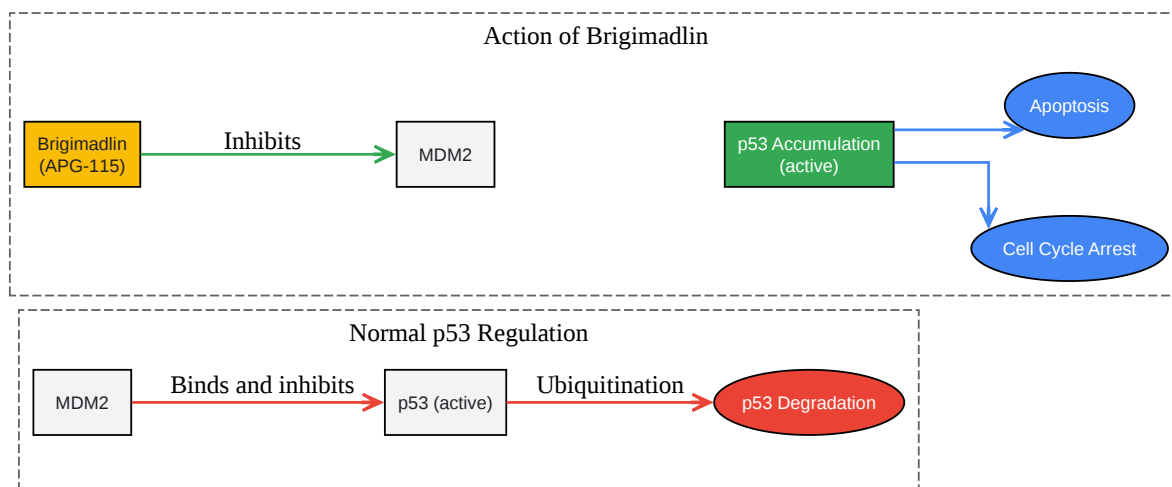 Action of Brigimadlin
Brigimadlin
(APG-115)
Inhibits
MDM2
p53 Accumulation
(active)
Apoptosis
Cell Cycle Arrest
Normal p53 Regulation
MDM2
Binds and inhibits
p53 (active)
Ubiquitination
p53 Degradation